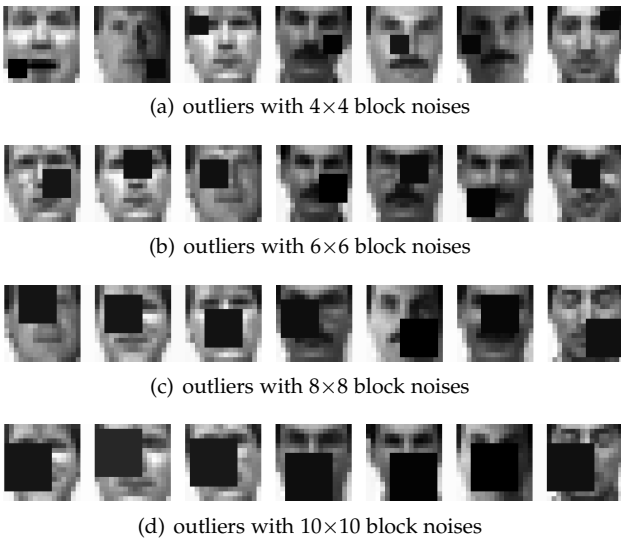 (a) outliers with 4×4 block noises
(b) outliers with 6×6 block noises
(c) outliers with 8×8 block noises
(d) outliers with 10×10 block noises